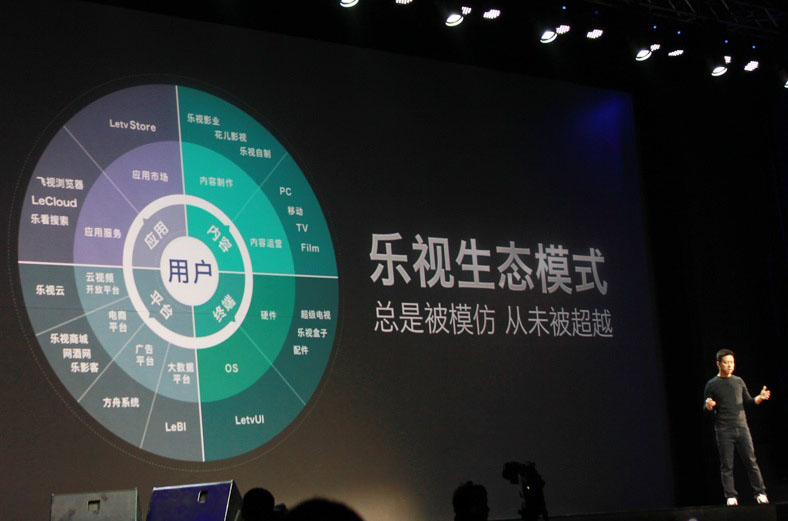 Letv Store
应用市场
飞视浏览器
LeCloud
乐看搜索
应用服务
应用
乐视影业
花儿影视
乐视自制
内容制作
PC
移动
TV
Film
内容运营
内容
用户
平台
终端
乐视云
云视频
开放平台
乐视商城
网酒网
乐影客
电商
平台
方舟系统
广告
平台
LeBI
大数据
平台
硬件
超级电视
乐视盒子
配件
OS
LetvUI
乐视生态模式
总是被模仿 从未被超越